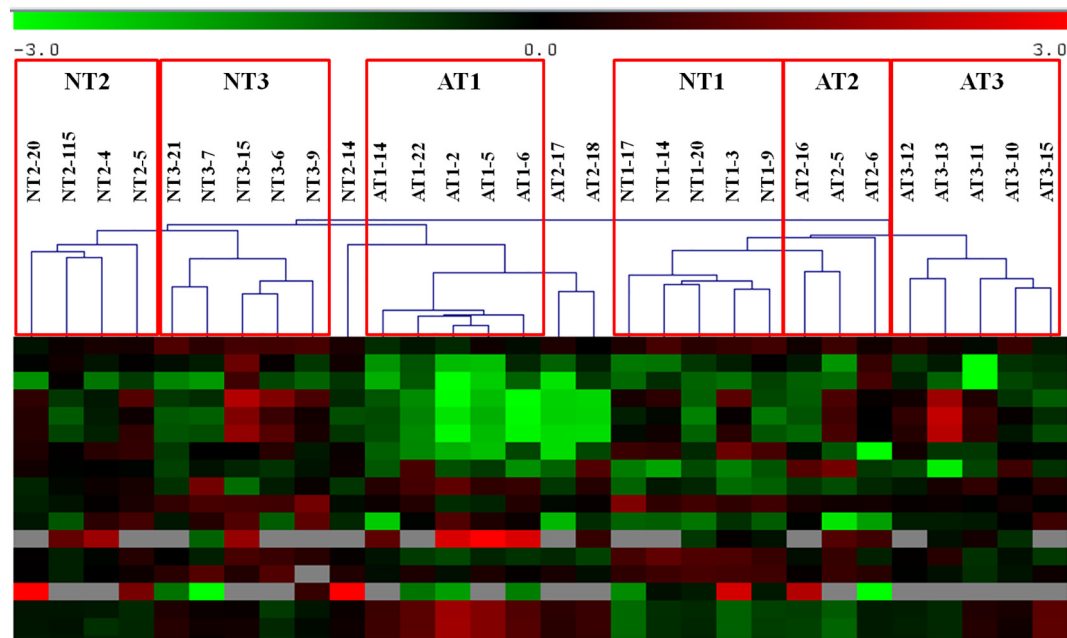 -3.0 0.0 3.0
NT2 NT3 AT1 NT1 AT2 AT3
NT2-20 NT2-115 NT2-4 NT2-5 NT3-21 NT3-7 NT3-15 NT3-6 NT3-9 NT2-14 AT1-14 AT1-22 AT1-2 AT1-5 AT1-6 AT2-17 AT2-18 NT1-17 NT1-14 NT1-20 NT1-3 NT1-9 AT2-16 AT2-5 AT2-6 AT3-12 AT3-13 AT3-11 AT3-10 AT3-15